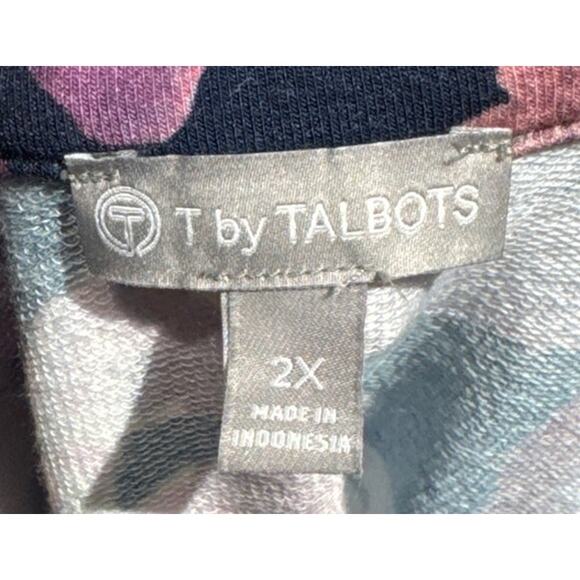 T T by TALBOTS
2X
MADE IN
INDONESIA